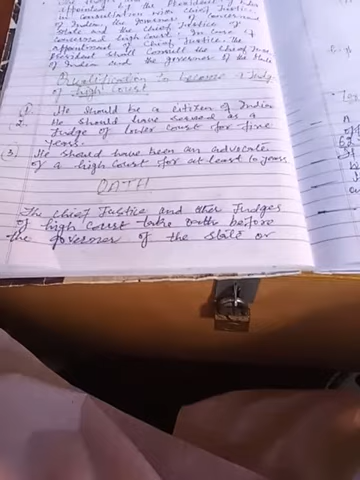 appointed by the President of India
in consultation with Chief Justice
of Indian the Governor of concerned
state and the Chief Justice of
concerned high court. In case of
appointment of Chief Justice. The
President shall Consult the Chief Justice
of Indian and the governor of the state
Qualification to become a Judge
of high Court
1. He should be a citizen of Indian
2. He should have served as a
Judge of lower court for five
years.
(3) He should have been an advocate
of a high Court for at least 10 years
OATH
The Chief Justice and other Judges
of high Court take oath before
the governer of the state or